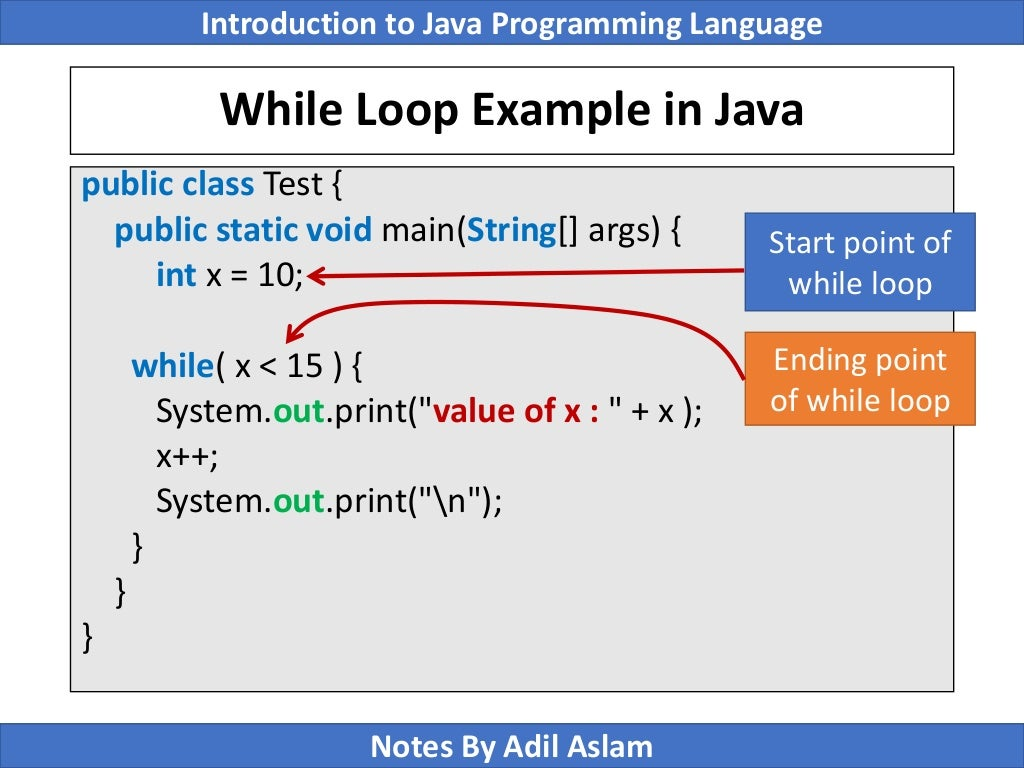 Introduction to Java Programming Language
While Loop Example in Java
public class Test {
public static void main(String[] args) {
int x = 10;
Start point of
while loop
while( x < 15 ) {
Ending point
of while loop
System.out.print("value of x : " + x );
x++;
System.out.print("\n");
}
}
}
Notes By Adil Aslam